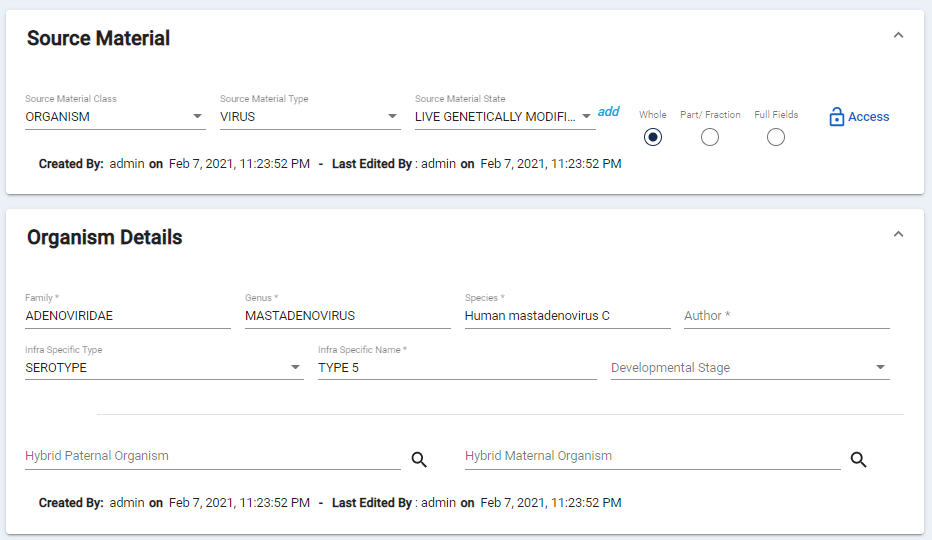 Source Material
Source Material Class Source Material Type Source Material State
ORGANISM VIRUS LIVE GENETICALLY MODIFI... add
Whole Part/ Fraction Full Fields Access
Created By: admin on Feb 7, 2021, 11:23:52 PM - Last Edited By : admin on Feb 7, 2021, 11:23:52 PM
Organism Details
Family * Genus * Species *
ADENOVIRIDAE MASTADENOVIRUS Human mastadenovirus C Author *
Infra Specific Type Infra Specific Name *
SEROTYPE TYPE 5 Developmental Stage
Hybrid Paternal Organism Hybrid Maternal Organism
Created By: admin on Feb 7, 2021, 11:23:52 PM - Last Edited By : admin on Feb 7, 2021, 11:23:52 PM